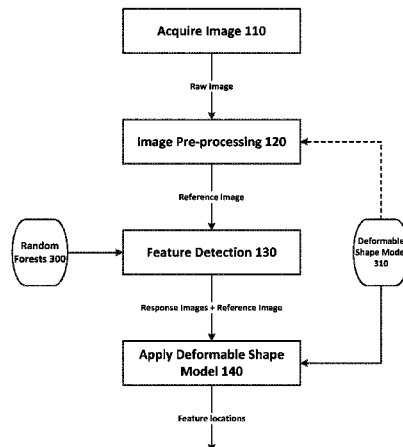 Acquire Image 110
Raw Image
Image Pre-processing 120
Reference Image
Random
Forests 300
Feature Detection 130
Deformable
Shape Model
310
Response Images + Reference Image
Apply Deformable Shape
Model 140
Feature locations